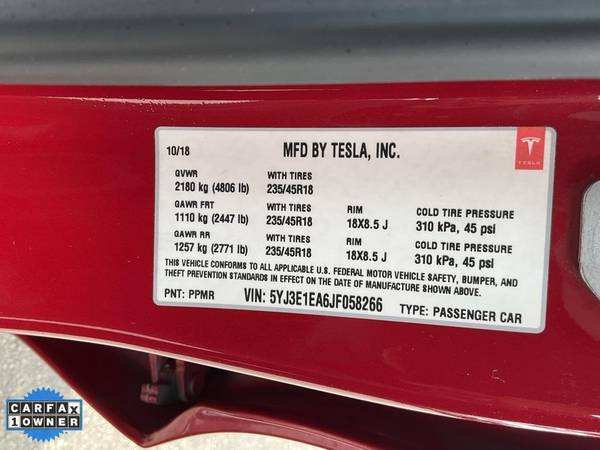 10/18 MFD BY TESLA, INC.
TESLA
GVWR WITH TIRES
2180 kg (4806 lb) 235/45R18
GAWR FRT WITH TIRES RIM COLD TIRE PRESSURE
1110 kg (2447 lb) 235/45R18 18X8.5 J 310 kPa, 45 psi
GAWR RR WITH TIRES RIM COLD TIRE PRESSURE
1257 kg (2771 lb) 235/45R18 18X8.5 J 310 kPa, 45 psi
THIS VEHICLE CONFORMS TO ALL APPLICABLE U.S. FEDERAL MOTOR VEHICLE SAFETY, BUMPER, AND
THEFT PREVENTION STANDARDS IN EFFECT ON THE DATE OF MANUFACTURE SHOWN ABOVE.
PNT: PPMR VIN: 5YJ3E1EA6JF058266 TYPE: PASSENGER CAR
CARFAX
1 OWNER